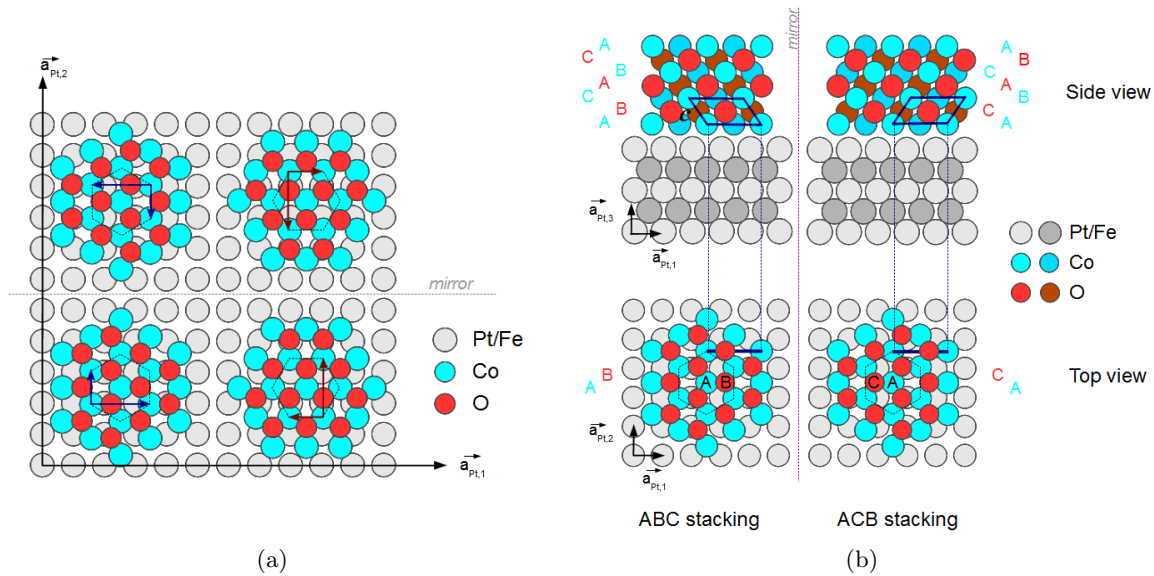 a→Pt,2
mirror
a→Pt,1
Pt/Fe
Co
O
(a)
mirror
A
C
B
A
C
B
A
c
A
B
C
A
B
C
A
Side view
a→Pt,3
a→Pt,1
Pt/Fe
Co
O
B
A
A B
C A
C
A
Top view
a→Pt,2
a→Pt,1
ABC stacking
ACB stacking
(b)